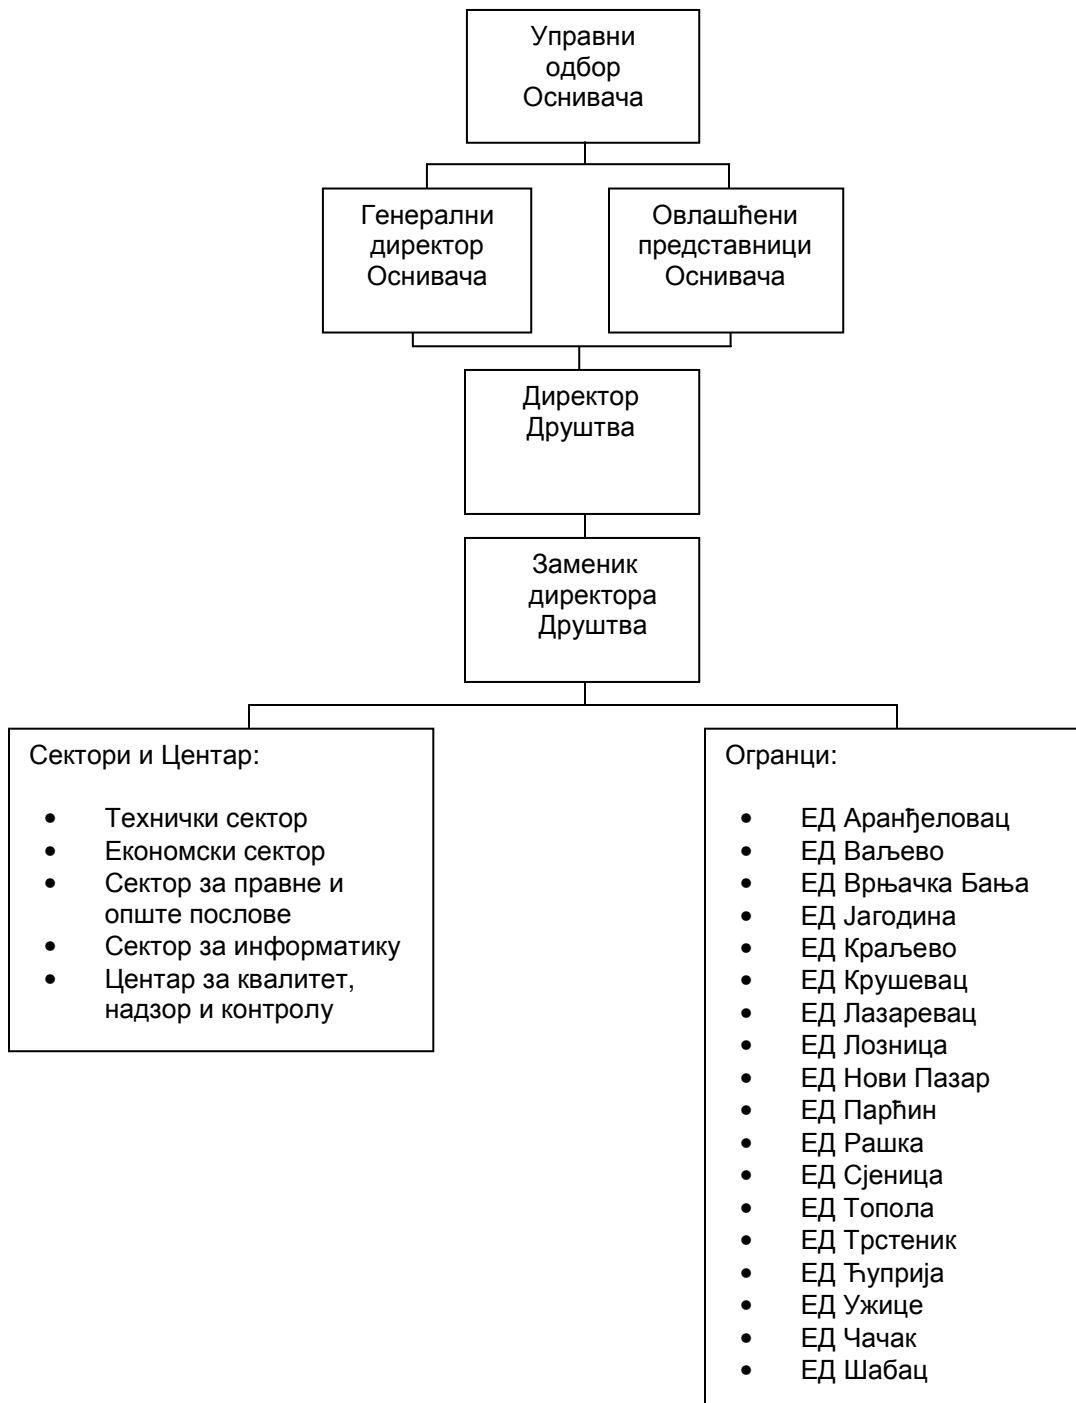 Управни
одбор
Оснивача
Генерални
директор
Оснивача
Овлашћени
представници
Оснивача
Директор
Друштва
Заменик
директора
Друштва
Сектори и Центар:
• Технички сектор
• Економски сектор
• Сектор за правне и
опште послове
• Сектор за информатику
• Центар за квалитет,
надзор и контролу
Огранци:
• ЕД Аранђеловац
• ЕД Ваљево
• ЕД Врњачка Бања
• ЕД Јагодина
• ЕД Краљево
• ЕД Крушевац
• ЕД Лазаревац
• ЕД Лозница
• ЕД Нови Пазар
• ЕД Парћин
• ЕД Рашка
• ЕД Сјеница
• ЕД Топола
• ЕД Трстеник
• ЕД Ћуприја
• ЕД Ужице
• ЕД Чачак
• ЕД Шабац